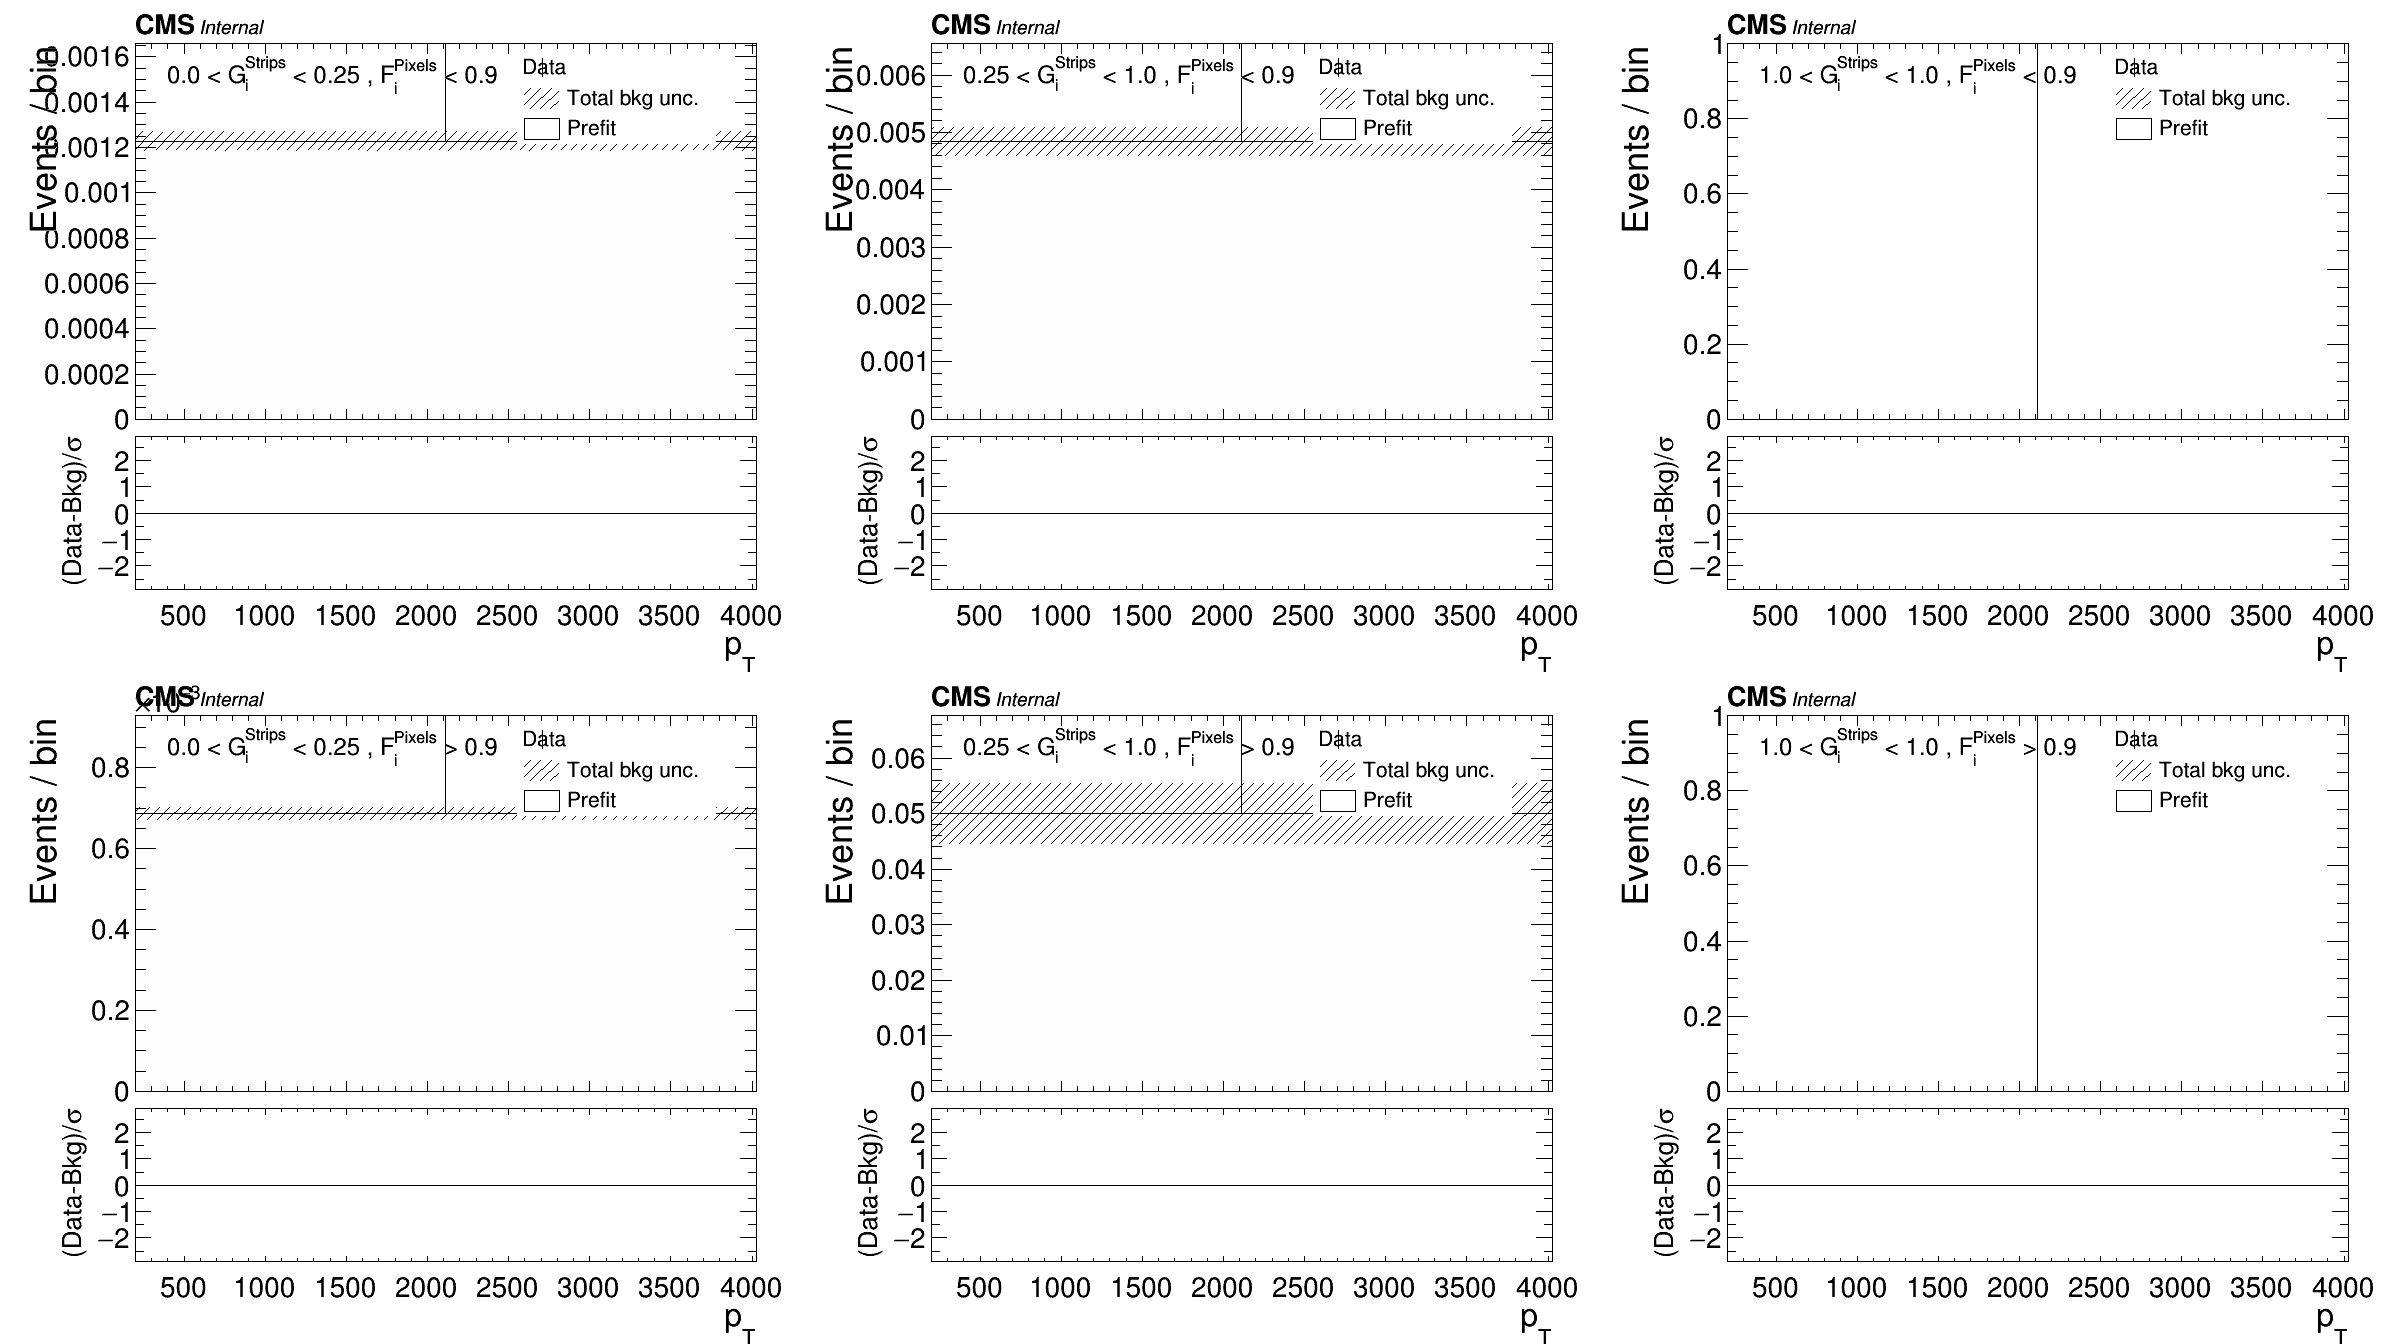 CMS Internal
Events / bin
0.0 < G_i^Strips < 0.25 , F_i^Pixels < 0.9
Data
Total bkg unc.
Prefit
0.0016
0.0014
0.0012
0.001
0.0008
0.0006
0.0004
0.0002
0
(Data-Bkg)/σ
2
1
0
−1
−2
500 1000 1500 2000 2500 3000 3500 4000
p_T
CMS Internal
Events / bin
0.25 < G_i^Strips < 1.0 , F_i^Pixels < 0.9
Data
Total bkg unc.
Prefit
0.006
0.005
0.004
0.003
0.002
0.001
0
(Data-Bkg)/σ
2
1
0
−1
−2
500 1000 1500 2000 2500 3000 3500 4000
p_T
CMS Internal
Events / bin
1.0 < G_i^Strips < 1.0 , F_i^Pixels < 0.9
Data
Total bkg unc.
Prefit
1
0.8
0.6
0.4
0.2
0
(Data-Bkg)/σ
2
1
0
−1
−2
500 1000 1500 2000 2500 3000 3500 4000
p_T
CMS Internal
×10^−3
Events / bin
0.0 < G_i^Strips < 0.25 , F_i^Pixels > 0.9
Data
Total bkg unc.
Prefit
0.8
0.6
0.4
0.2
0
(Data-Bkg)/σ
2
1
0
−1
−2
500 1000 1500 2000 2500 3000 3500 4000
p_T
CMS Internal
Events / bin
0.25 < G_i^Strips < 1.0 , F_i^Pixels > 0.9
Data
Total bkg unc.
Prefit
0.06
0.05
0.04
0.03
0.02
0.01
0
(Data-Bkg)/σ
2
1
0
−1
−2
500 1000 1500 2000 2500 3000 3500 4000
p_T
CMS Internal
Events / bin
1.0 < G_i^Strips < 1.0 , F_i^Pixels > 0.9
Data
Total bkg unc.
Prefit
1
0.8
0.6
0.4
0.2
0
(Data-Bkg)/σ
2
1
0
−1
−2
500 1000 1500 2000 2500 3000 3500 4000
p_T